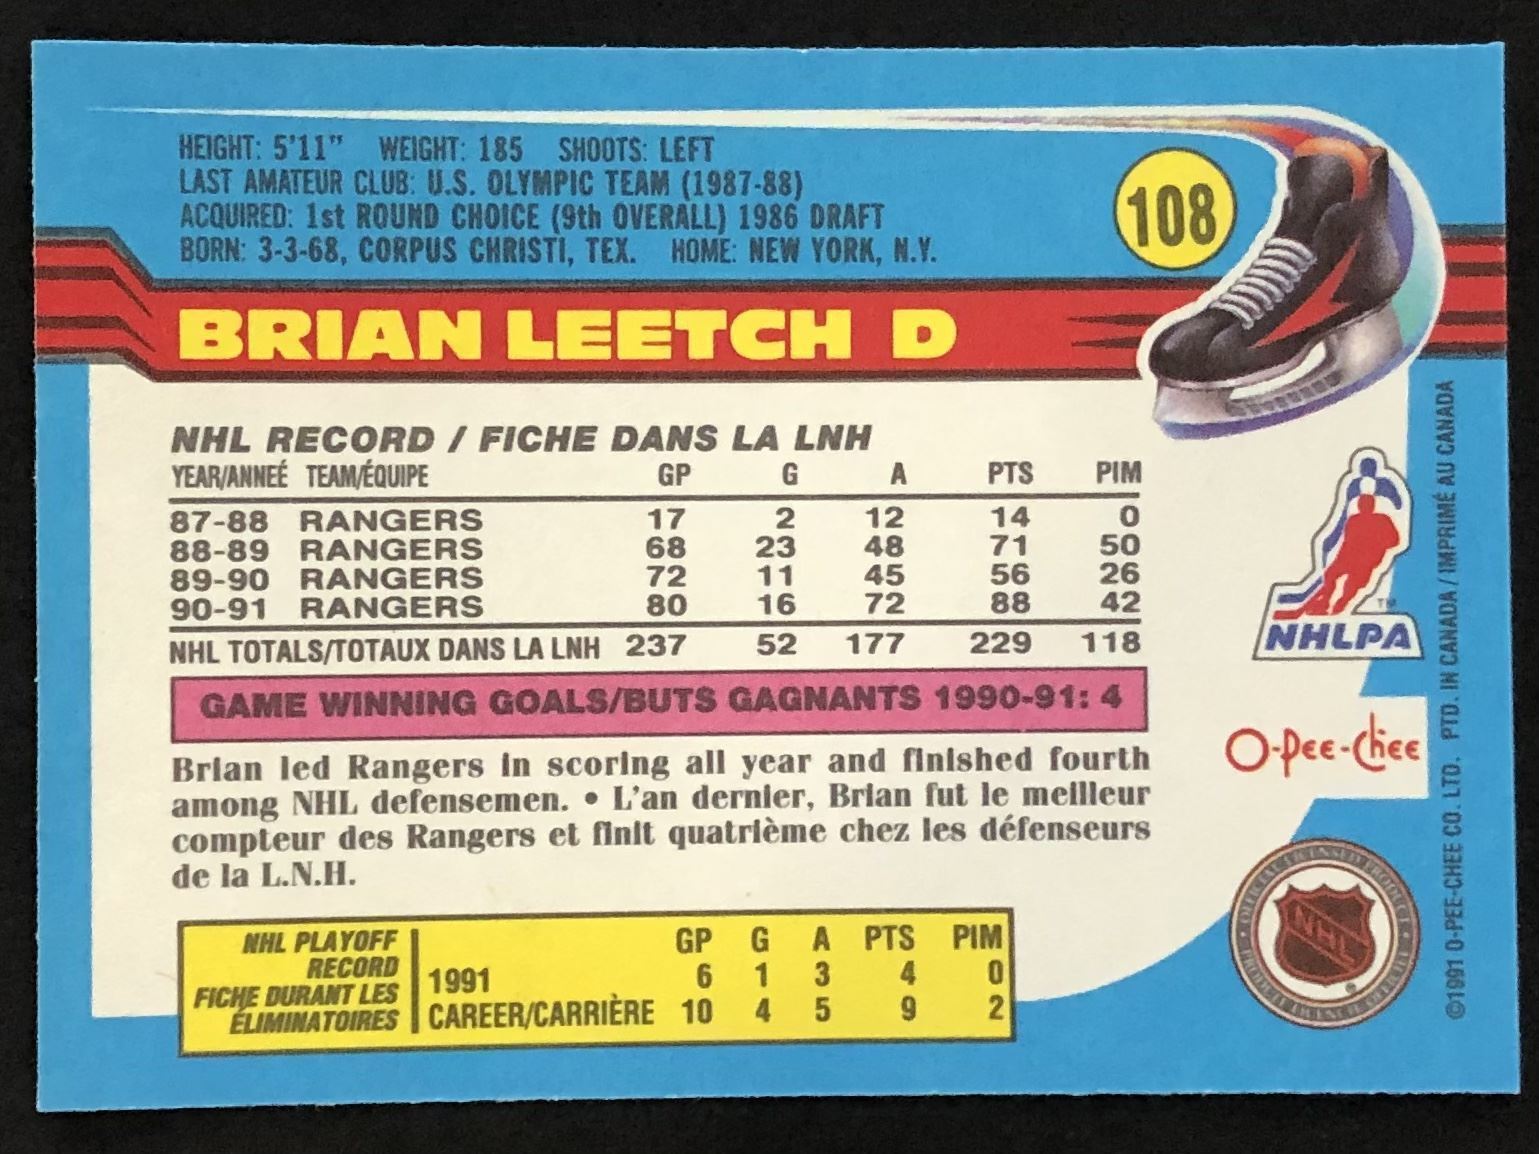 HEIGHT: 5'11" WEIGHT: 185 SHOOTS: LEFT
LAST AMATEUR CLUB: U.S. OLYMPIC TEAM (1987-88)
ACQUIRED: 1st ROUND CHOICE (9th OVERALL) 1986 DRAFT
BORN: 3-3-68, CORPUS CHRISTI, TEX. HOME: NEW YORK, N.Y.
108
BRIAN LEETCH D
NHL RECORD / FICHE DANS LA LNH
YEAR/ANNEÉ TEAM/ÉQUIPE GP G A PTS PIM
87-88 RANGERS 17 2 12 14 0
88-89 RANGERS 68 23 48 71 50
89-90 RANGERS 72 11 45 56 26
90-91 RANGERS 80 16 72 88 42
NHL TOTALS/TOTAUX DANS LA LNH 237 52 177 229 118
GAME WINNING GOALS/BUTS GAGNANTS 1990-91: 4
Brian led Rangers in scoring all year and finished fourth
among NHL defensemen. • L'an dernier, Brian fut le meilleur
compteur des Rangers et finit quatrième chez les défenseurs
de la L.N.H.
NHL PLAYOFF
RECORD
FICHE DURANT LES
ÉLIMINATOIRES
GP G A PTS PIM
1991 6 1 3 4 0
CAREER/CARRIÈRE 10 4 5 9 2
TM
NHLPA
O-Pee-Chee
NHL
®
OFFICIAL LICENSED PRODUCT
©1991 O-PEE-CHEE CO. LTD. PTD. IN CANADA / IMPRIMÉ AU CANADA